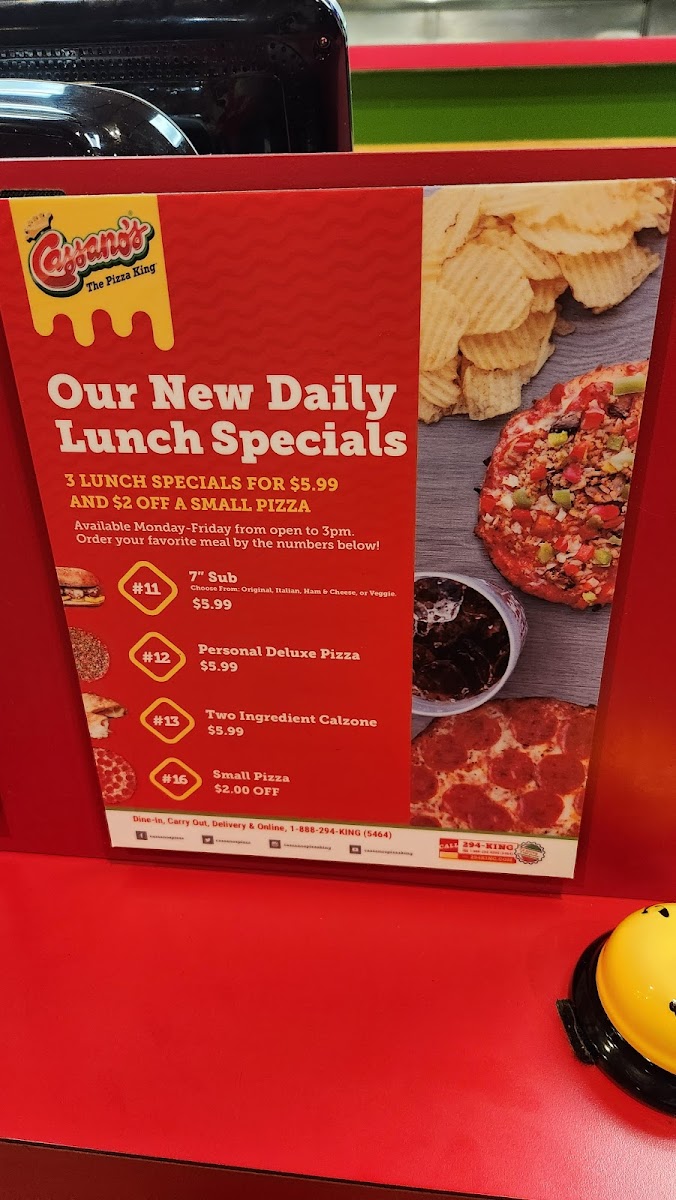 Cassano's
The Pizza King
Our New Daily
Lunch Specials
3 LUNCH SPECIALS FOR $5.99
AND $2 OFF A SMALL PIZZA
Available Monday-Friday from open to 3pm.
Order your favorite meal by the numbers below!
#11
7" Sub
Choose From: Original, Italian, Ham & Cheese, or Veggie.
$5.99
#12
Personal Deluxe Pizza
$5.99
#13
Two Ingredient Calzone
$5.99
#16
Small Pizza
$2.00 OFF
Dine-in, Carry Out, Delivery & Online, 1-888-294-KING (5464)
CALL 294-KING